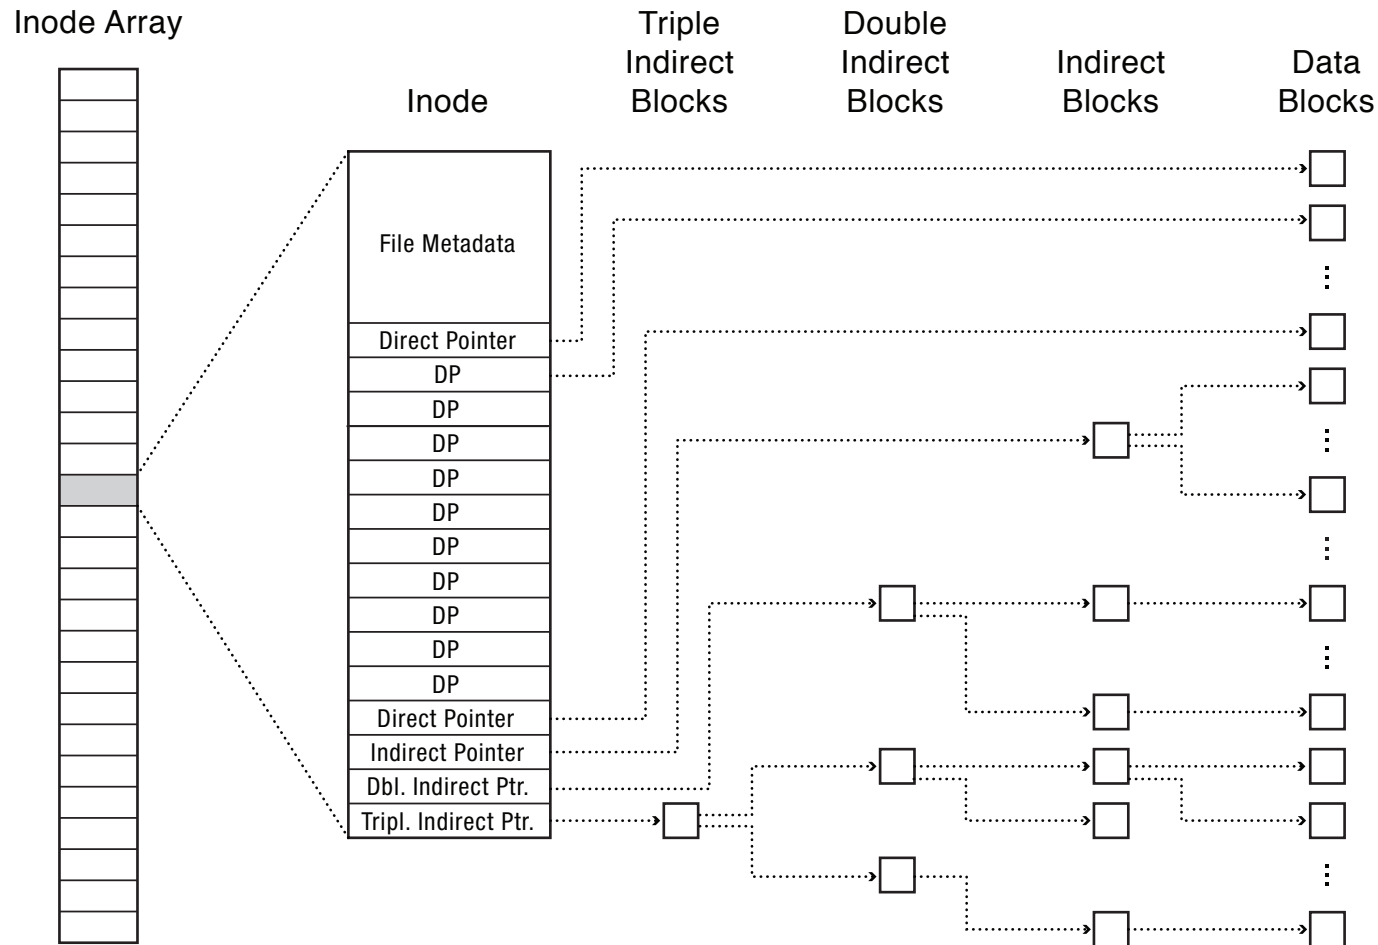 Inode Array
Inode
Triple
Indirect
Blocks
Double
Indirect
Blocks
Indirect
Blocks
Data
Blocks
File Metadata
Direct Pointer
DP
DP
DP
DP
DP
DP
DP
DP
DP
DP
Direct Pointer
Indirect Pointer
Dbl. Indirect Ptr.
Tripl. Indirect Ptr.